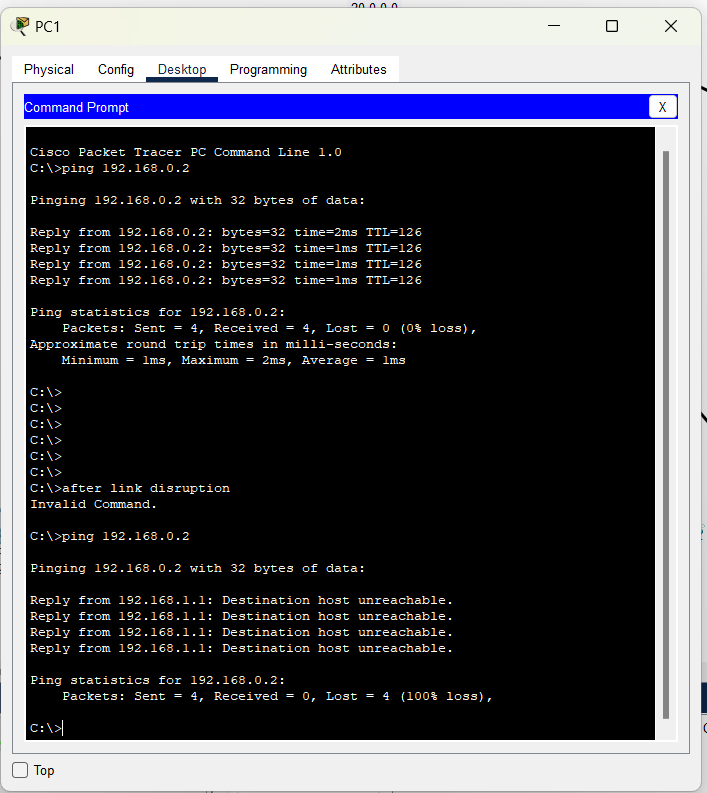 20.0.0.0
PC1
Physical Config Desktop Programming Attributes
Command Prompt X
Cisco Packet Tracer PC Command Line 1.0
C:\>ping 192.168.0.2
Pinging 192.168.0.2 with 32 bytes of data:
Reply from 192.168.0.2: bytes=32 time=2ms TTL=126
Reply from 192.168.0.2: bytes=32 time=1ms TTL=126
Reply from 192.168.0.2: bytes=32 time=1ms TTL=126
Reply from 192.168.0.2: bytes=32 time=1ms TTL=126
Ping statistics for 192.168.0.2:
Packets: Sent = 4, Received = 4, Lost = 0 (0% loss),
Approximate round trip times in milli-seconds:
Minimum = 1ms, Maximum = 2ms, Average = 1ms
C:\>
C:\>
C:\>
C:\>
C:\>
C:\>
C:\>after link disruption
Invalid Command.
C:\>ping 192.168.0.2
Pinging 192.168.0.2 with 32 bytes of data:
Reply from 192.168.1.1: Destination host unreachable.
Reply from 192.168.1.1: Destination host unreachable.
Reply from 192.168.1.1: Destination host unreachable.
Reply from 192.168.1.1: Destination host unreachable.
Ping statistics for 192.168.0.2:
Packets: Sent = 4, Received = 0, Lost = 4 (100% loss),
C:\>
Top